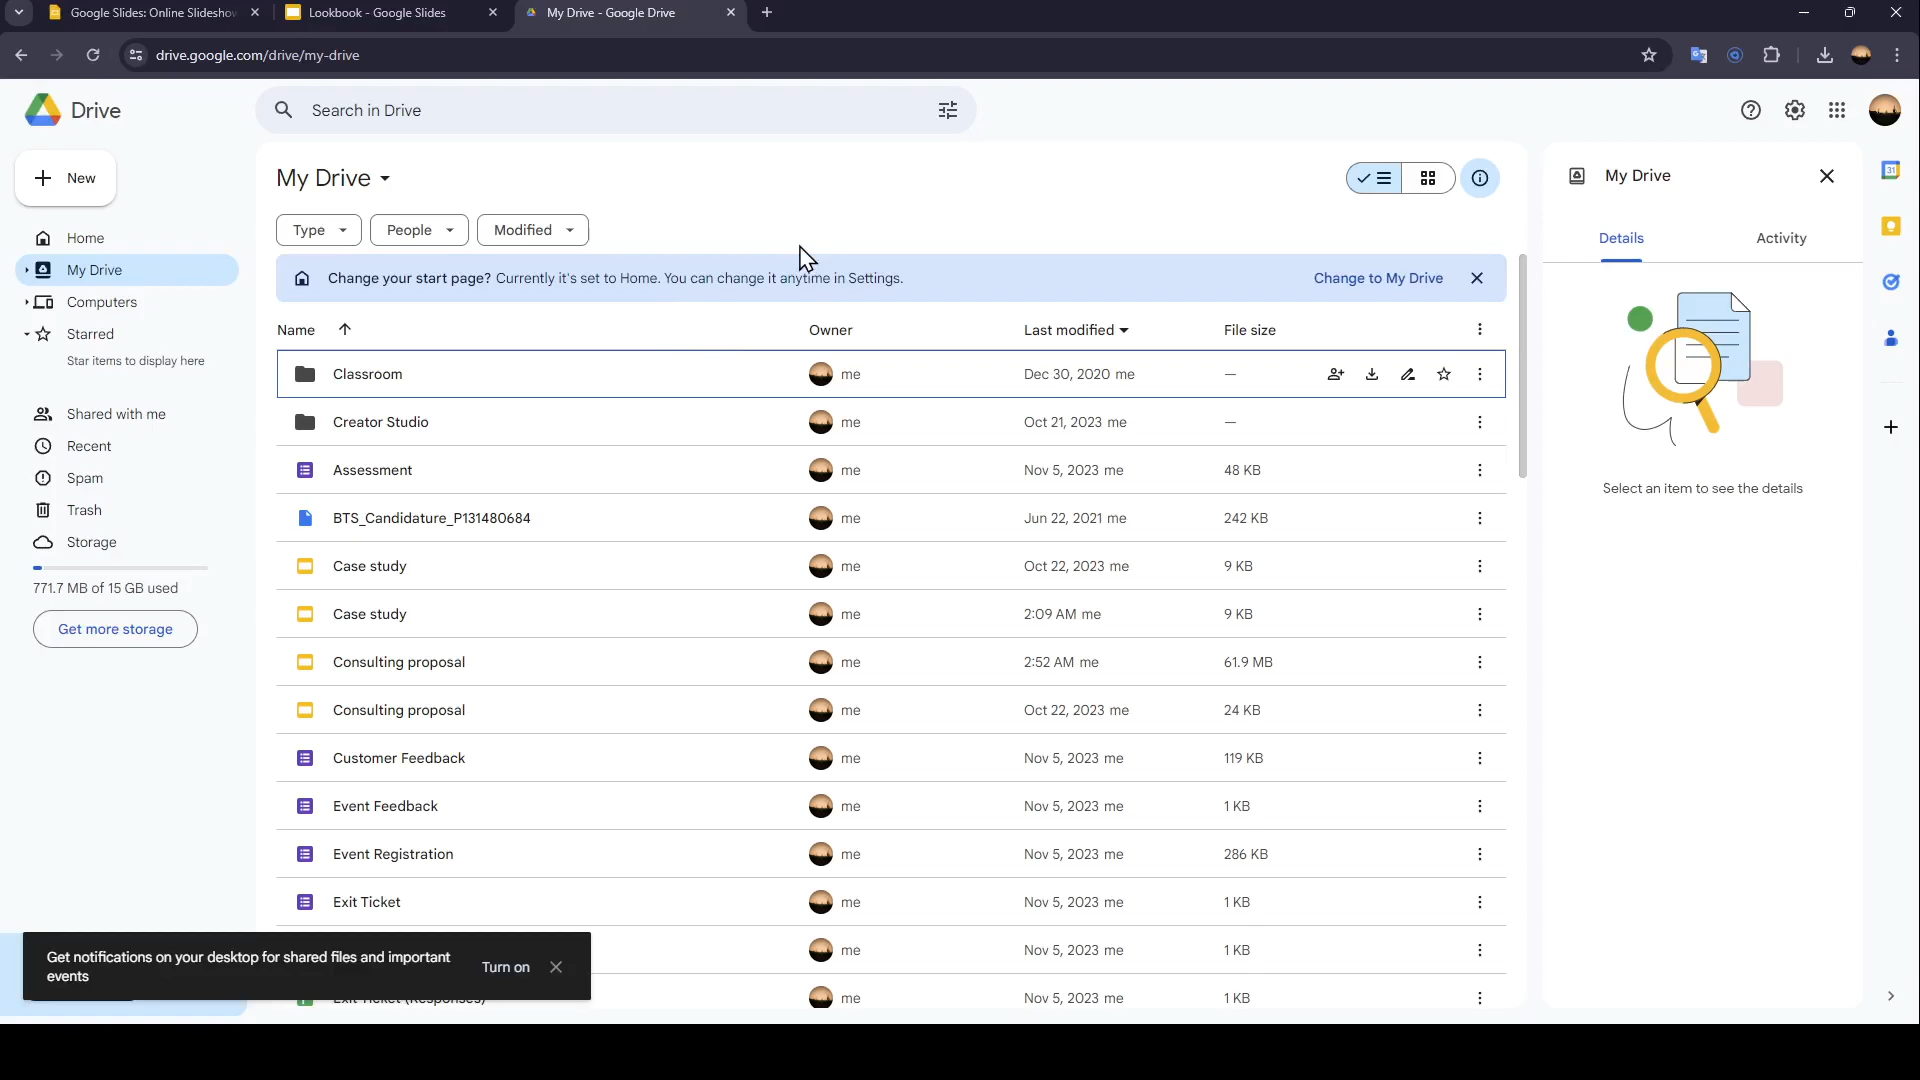 Google Slides: Online Slideshow
Lookbook - Google Slides
My Drive - Google Drive
drive.google.com/drive/my-drive
Drive
Search in Drive
New
Home
My Drive
Computers
Starred
Star items to display here
Shared with me
Recent
Spam
Trash
Storage
771.7 MB of 15 GB used
Get more storage
My Drive
Type
People
Modified
Change your start page? Currently it's set to Home. You can change it anytime in Settings.
Change to My Drive
Name Owner Last modified File size
Classroom me Dec 30, 2020 me —
Creator Studio me Oct 21, 2023 me —
Assessment me Nov 5, 2023 me 48 KB
BTS_Candidature_P131480684 me Jun 22, 2021 me 242 KB
Case study me Oct 22, 2023 me 9 KB
Case study me 2:09 AM me 9 KB
Consulting proposal me 2:52 AM me 61.9 MB
Consulting proposal me Oct 22, 2023 me 24 KB
Customer Feedback me Nov 5, 2023 me 119 KB
Event Feedback me Nov 5, 2023 me 1 KB
Event Registration me Nov 5, 2023 me 286 KB
Exit Ticket me Nov 5, 2023 me 1 KB
me Nov 5, 2023 me 1 KB
Exit Ticket (Responses) me Nov 5, 2023 me 1 KB
Get notifications on your desktop for shared files and important
events
Turn on
My Drive
Details
Activity
Select an item to see the details
31